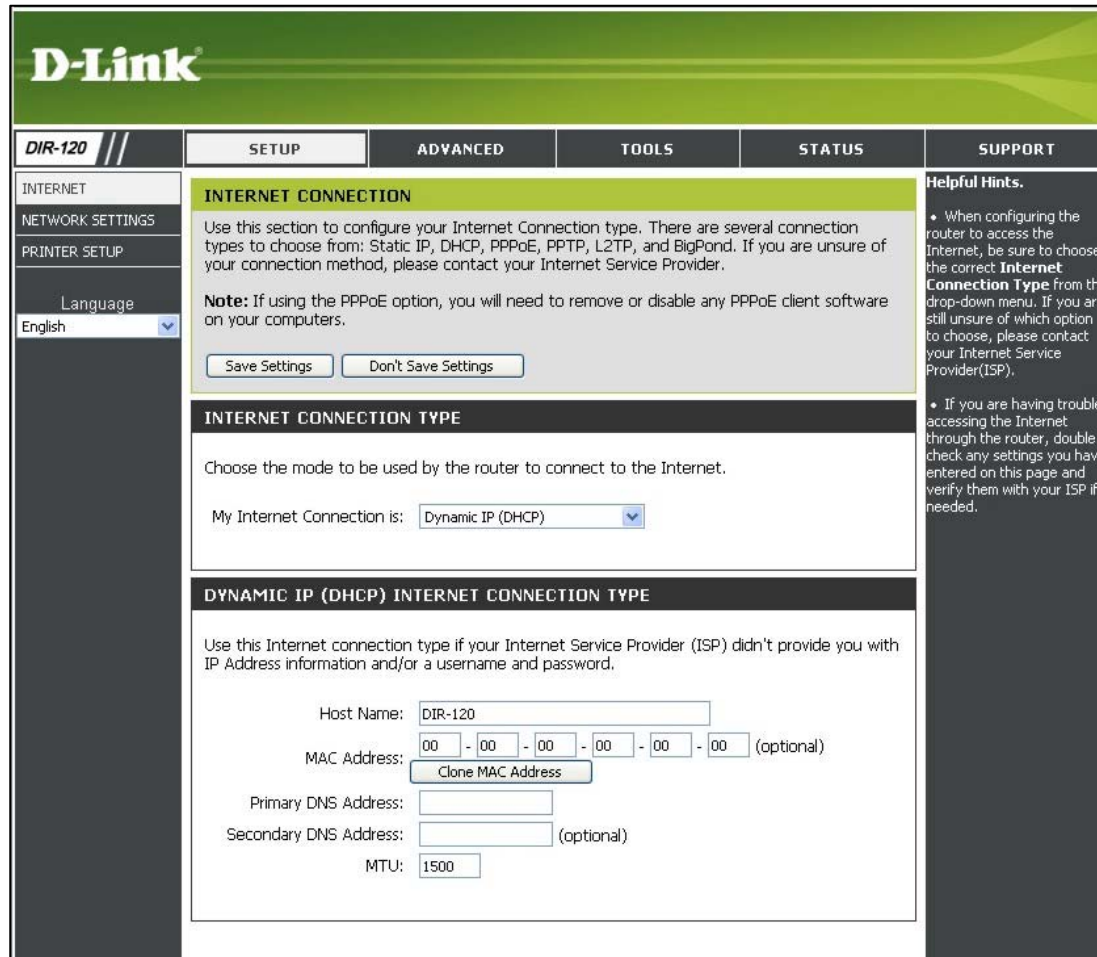 D-Link
DIR-120
SETUP
ADVANCED
TOOLS
STATUS
SUPPORT
INTERNET
NETWORK SETTINGS
PRINTER SETUP
Language
English
INTERNET CONNECTION
Use this section to configure your Internet Connection type. There are several connection
types to choose from: Static IP, DHCP, PPPoE, PPTP, L2TP, and BigPond. If you are unsure of
your connection method, please contact your Internet Service Provider.
Note: If using the PPPoE option, you will need to remove or disable any PPPoE client software
on your computers.
Save Settings
Don't Save Settings
INTERNET CONNECTION TYPE
Choose the mode to be used by the router to connect to the Internet.
My Internet Connection is: Dynamic IP (DHCP)
DYNAMIC IP (DHCP) INTERNET CONNECTION TYPE
Use this Internet connection type if your Internet Service Provider (ISP) didn't provide you with
IP Address information and/or a username and password.
Host Name: DIR-120
MAC Address: 00 - 00 - 00 - 00 - 00 - 00 (optional)
Clone MAC Address
Primary DNS Address:
Secondary DNS Address: (optional)
MTU: 1500
Helpful Hints.
• When configuring the
router to access the
Internet, be sure to choose
the correct Internet
Connection Type from th
drop-down menu. If you ar
still unsure of which option
to choose, please contact
your Internet Service
Provider(ISP).
• If you are having trouble
accessing the Internet
through the router, double
check any settings you hav
entered on this page and
verify them with your ISP if
needed.